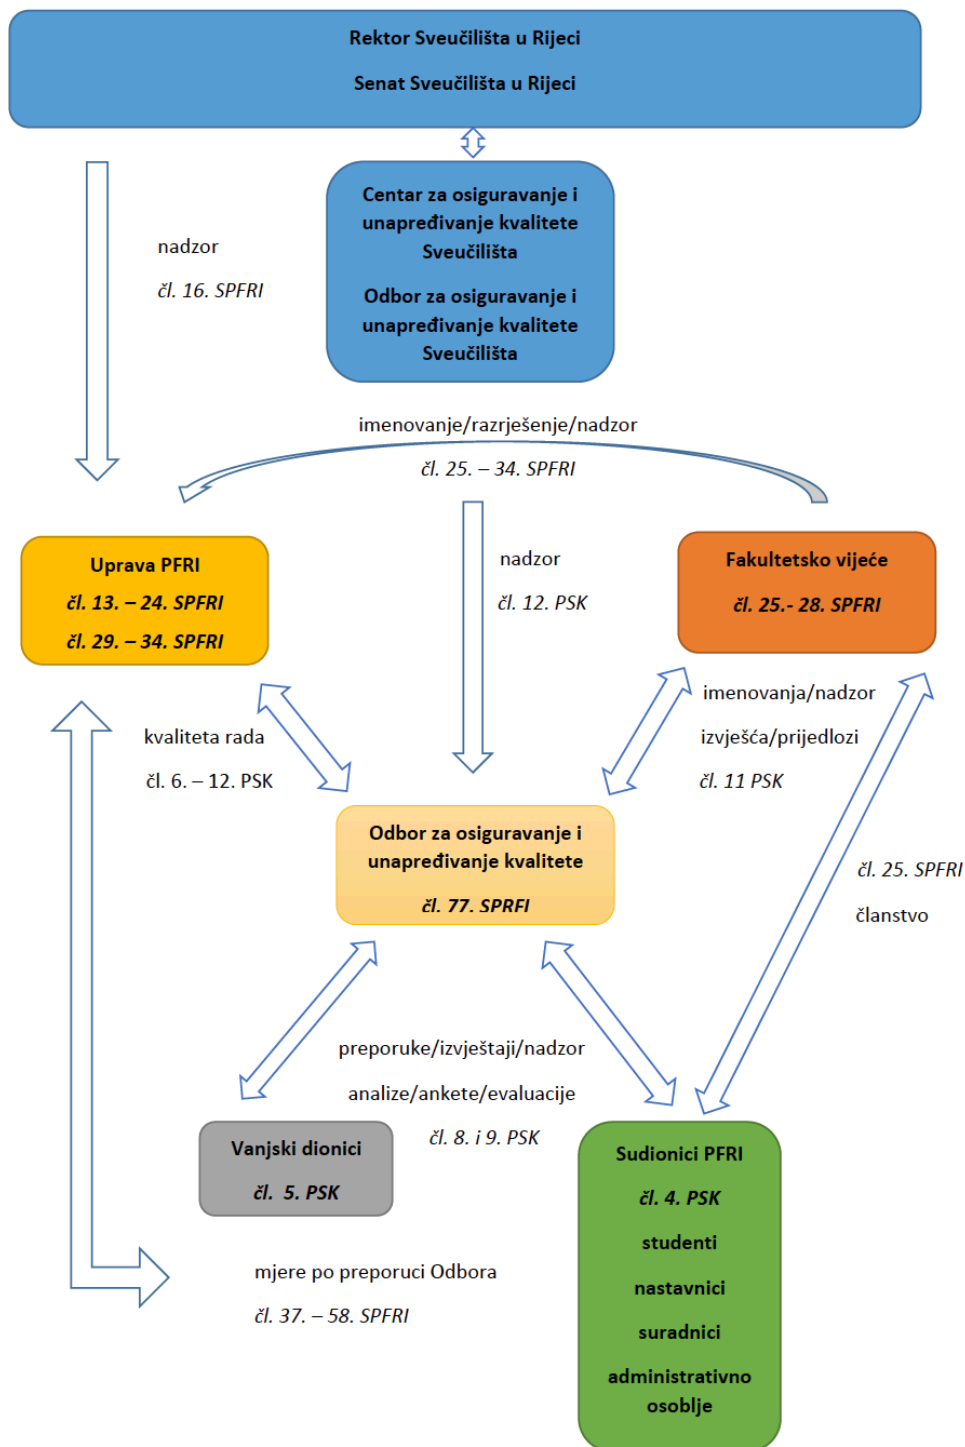 Rektor Sveučilišta u Rijeci
Senat Sveučilišta u Rijeci
Centar za osiguravanje i
unapređivanje kvalitete
Sveučilišta
Odbor za osiguravanje i
unapređivanje kvalitete
Sveučilišta
nadzor
čl. 16. SPFRI
imenovanje/razrješenje/nadzor
čl. 25. – 34. SPFRI
Uprava PFRI
čl. 13. – 24. SPFRI
čl. 29. – 34. SPFRI
nadzor
čl. 12. PSK
Fakultetsko vijeće
čl. 25.- 28. SPFRI
kvaliteta rada
čl. 6. – 12. PSK
imenovanja/nadzor
izvješća/prijedlozi
čl. 11 PSK
Odbor za osiguravanje i
unapređivanje kvalitete
čl. 77. SPRFI
čl. 25. SPFRI
članstvo
preporuke/izvještaji/nadzor
analize/ankete/evaluacije
čl. 8. i 9. PSK
Vanjski dionici
čl.  5. PSK
Sudionici PFRI
čl. 4. PSK
studenti
nastavnici
suradnici
administrativno
osoblje
mjere po preporuci Odbora
čl. 37. – 58. SPFRI